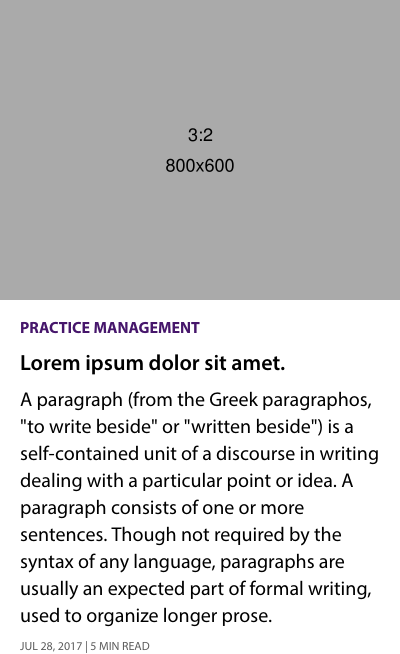 3:2
800x600
PRACTICE MANAGEMENT
Lorem ipsum dolor sit amet.
A paragraph (from the Greek paragraphos,
"to write beside" or "written beside") is a
self-contained unit of a discourse in writing
dealing with a particular point or idea. A
paragraph consists of one or more
sentences. Though not required by the
syntax of any language, paragraphs are
usually an expected part of formal writing,
used to organize longer prose.
JUL 28, 2017 | 5 MIN READ